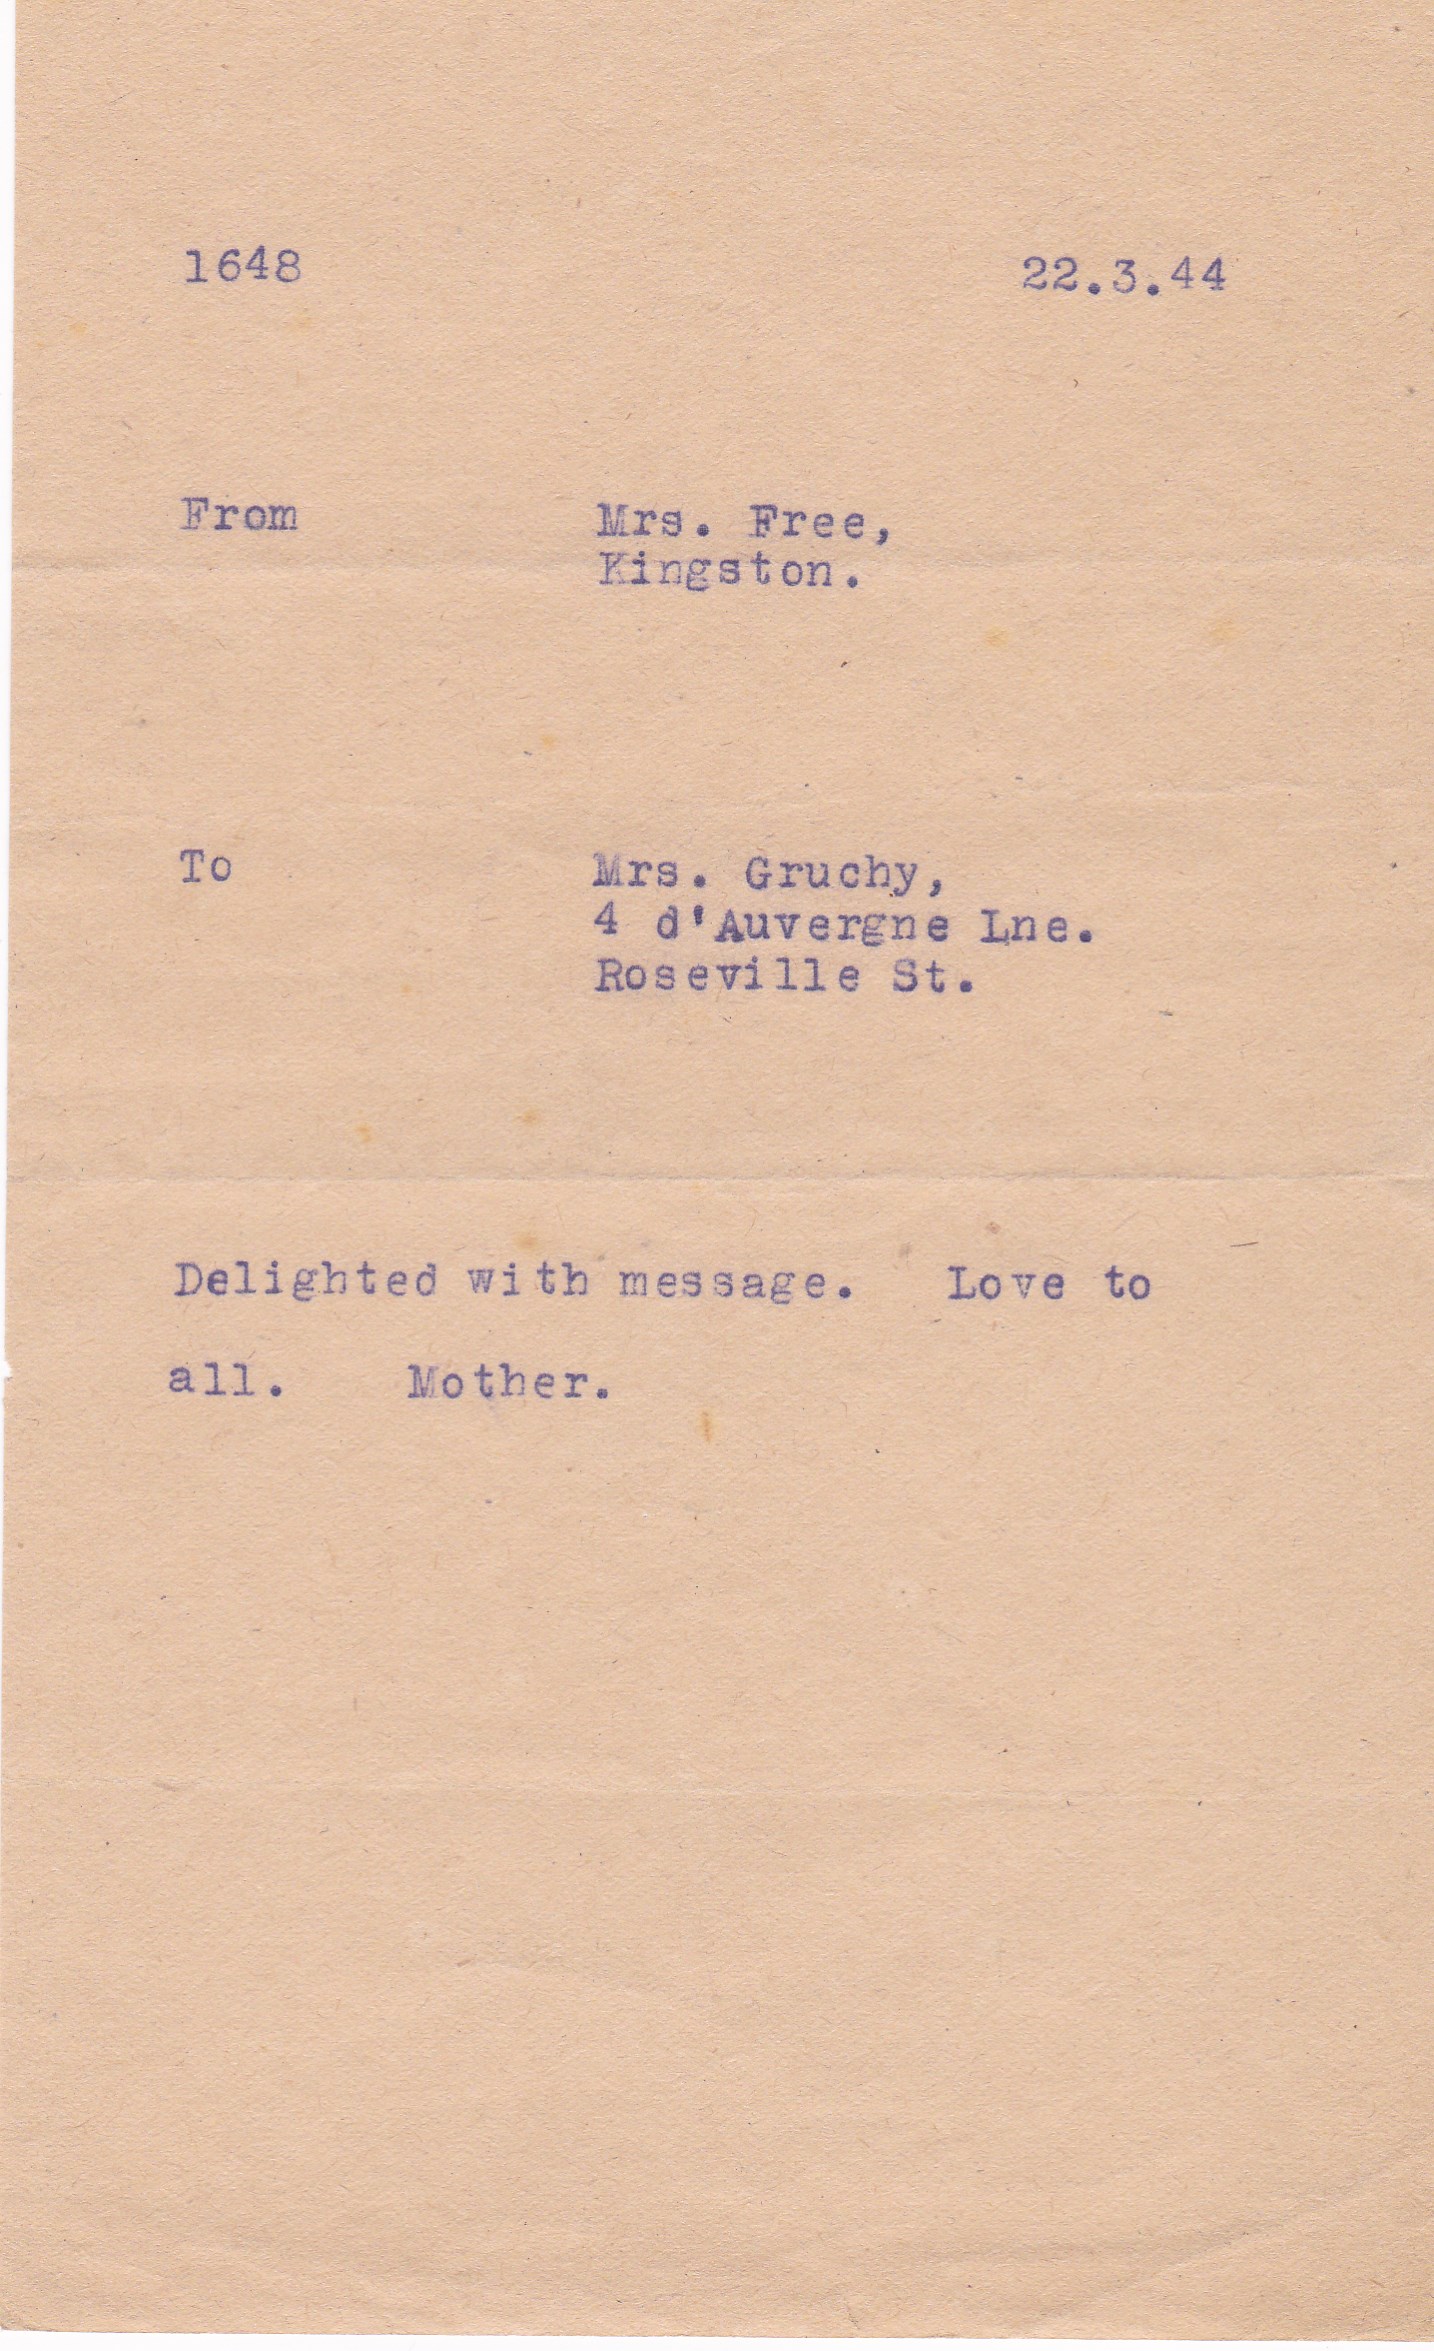 1648 22.3.44
From Mrs. Free,
Kingston.
To Mrs. Gruchy,
4 d'Auvergne Lne.
Roseville St.
Delighted with message. Love to
all. Mother.